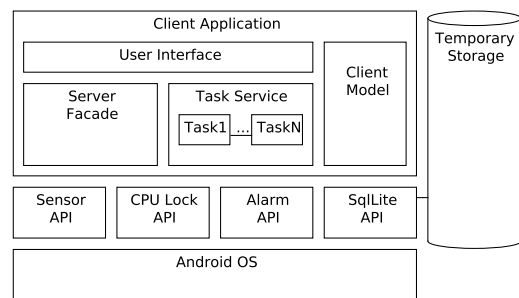 Client Application
User Interface
Client
Model
Server
Facade
Task Service
Task1 ... TaskN
Temporary
Storage
Sensor
API
CPU Lock
API
Alarm
API
SqlLite
API
Android OS